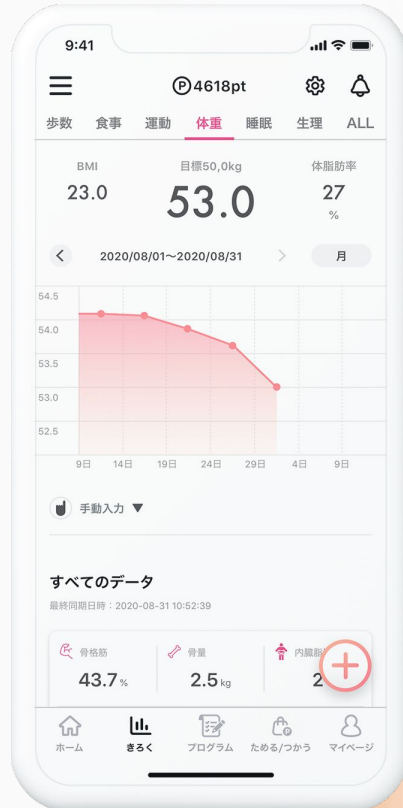 9:41
Ⓟ4618pt
歩数 食事 運動 体重 睡眠 生理 ALL
BMI 目標50,0kg 体脂肪率
23.0 53.0 27
%
2020/08/01～2020/08/31 月
54.5
54.0
53.5
53.0
52.5
9日 14日 19日 24日 29日 4日 9日
手動入力 ▼
すべてのデータ
最終同期日時：2020-08-31 10:52:39
骨格筋 骨量 内臓脂
43.7% 2.5kg 2
ホーム きろく プログラム ためる/つかう マイページ